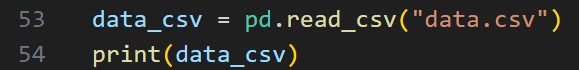 53 data_csv = pd.read_csv("data.csv")
54 print(data_csv)